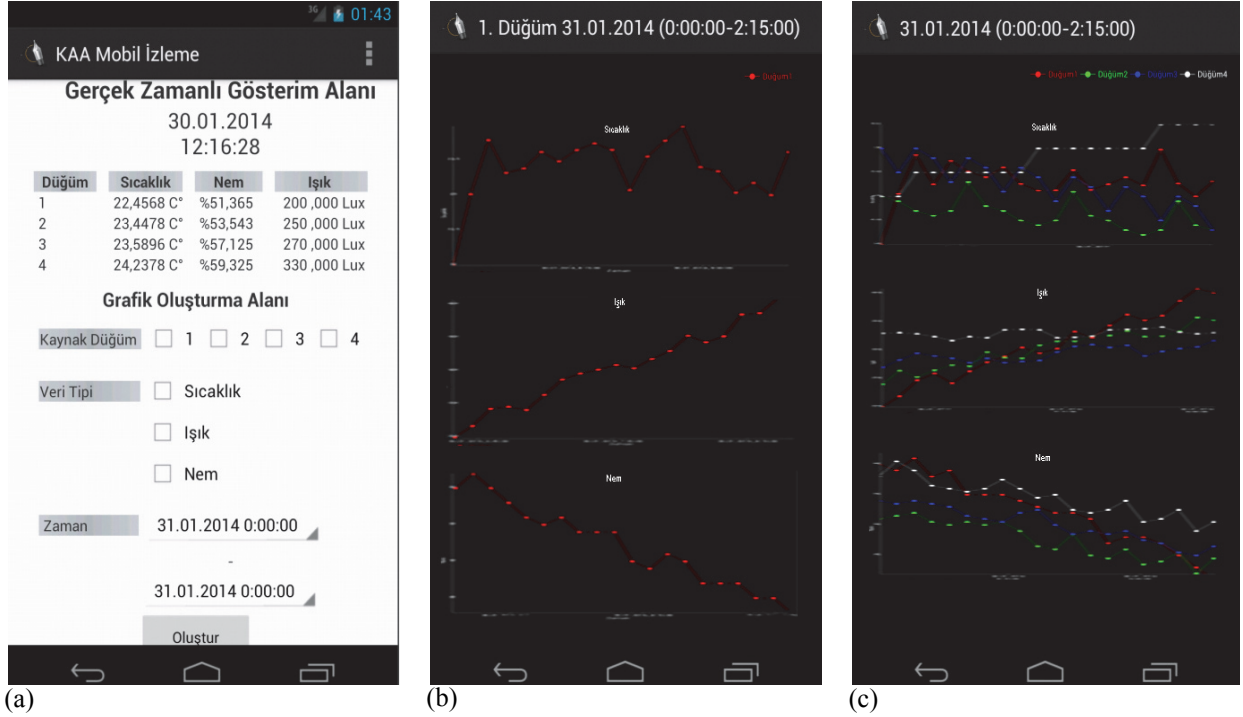 3G 01:43
KAA Mobil İzleme
Gerçek Zamanlı Gösterim Alanı
30.01.2014
12:16:28
Düğüm Sıcaklık Nem Işık
1 22,4568 C° %51,365 200 ,000 Lux
2 23,4478 C° %53,543 250 ,000 Lux
3 23,5896 C° %57,125 270 ,000 Lux
4 24,2378 C° %59,325 330 ,000 Lux
Grafik Oluşturma Alanı
Kaynak Düğüm 1 2 3 4
Veri Tipi Sıcaklık
Işık
Nem
Zaman 31.01.2014 0:00:00
-
31.01.2014 0:00:00
Oluştur
(a)
1. Düğüm 31.01.2014 (0:00:00-2:15:00)
Düğüm1
Sıcaklık
Işık
Nem
(b)
31.01.2014 (0:00:00-2:15:00)
Düğüm1 Düğüm2 Düğüm3 Düğüm4
Sıcaklık
Işık
Nem
(c)